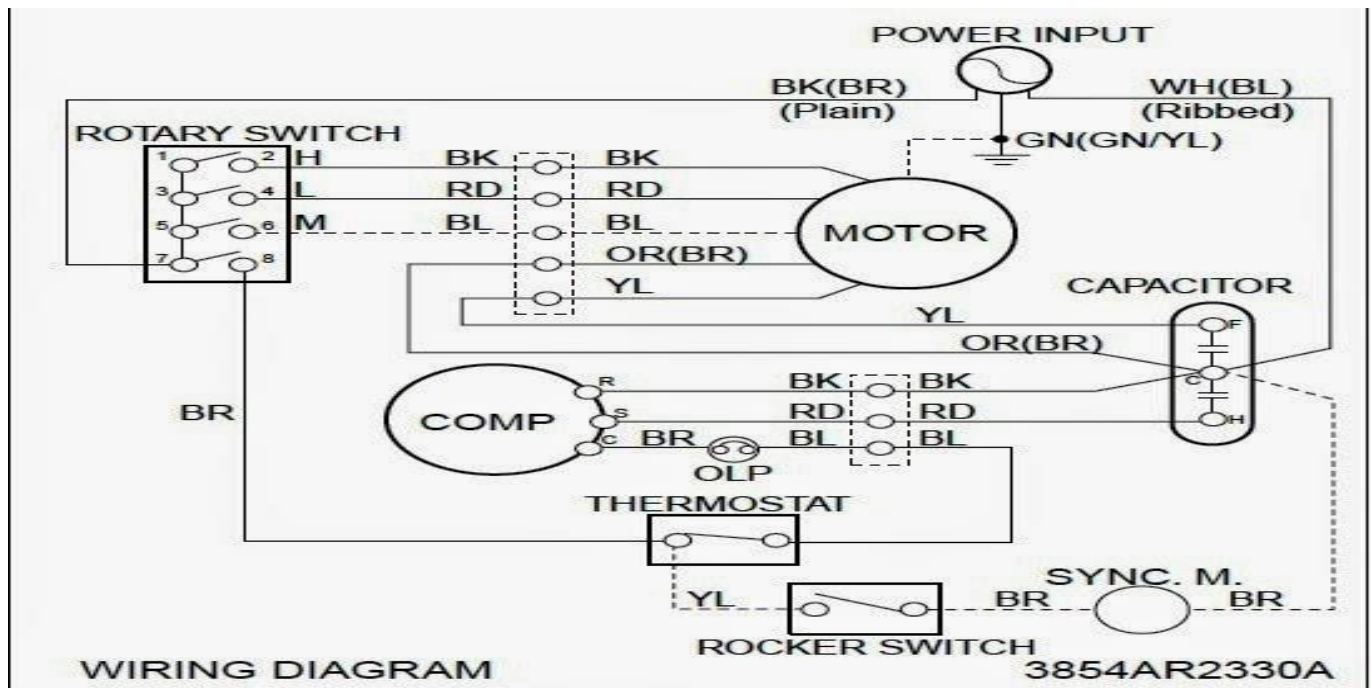 POWER INPUT
BK(BR) WH(BL)
(Plain) (Ribbed)
ROTARY SWITCH GN(GN/YL)
1 2 H BK BK
3 4 L RD RD
5 6 M BL BL MOTOR
7 8 OR(BR)
YL CAPACITOR
YL F
OR(BR)
C
R BK BK
BR COMP S RD RD H
C BR BL BL
OLP
THERMOSTAT
SYNC. M.
YL BR BR
ROCKER SWITCH
WIRING DIAGRAM 3854AR2330A